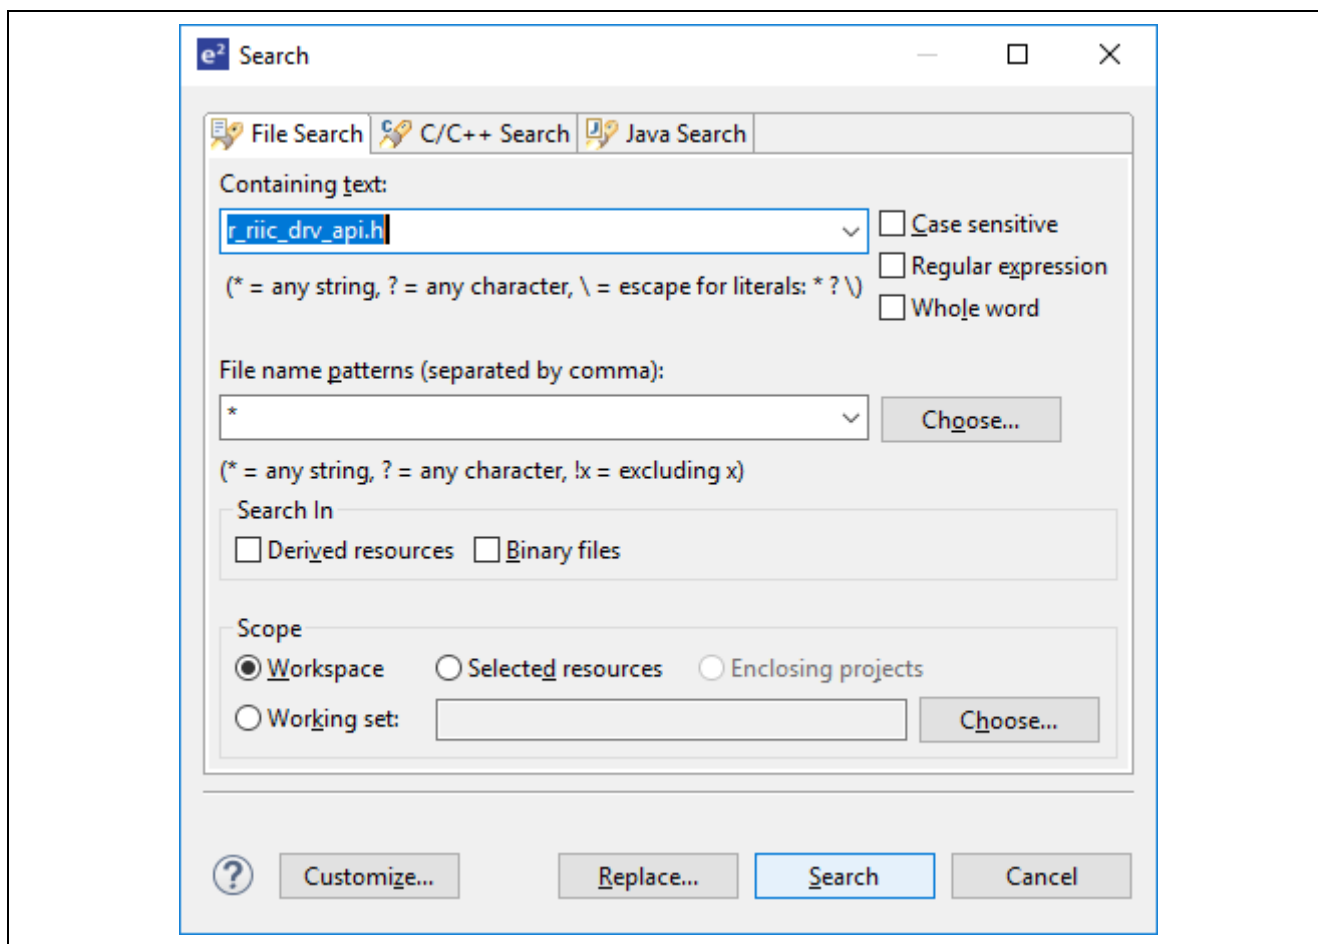 e² Search
File Search C/C++ Search Java Search
Containing text:
r_riic_drv_api.h
Case sensitive
(* = any string, ? = any character, \ = escape for literals: * ? \)
Regular expression
Whole word
File name patterns (separated by comma):
* Choose...
(* = any string, ? = any character, !x = excluding x)
Search In
Derived resources Binary files
Scope
Workspace Selected resources Enclosing projects
Working set: Choose...
? Customize... Replace... Search Cancel